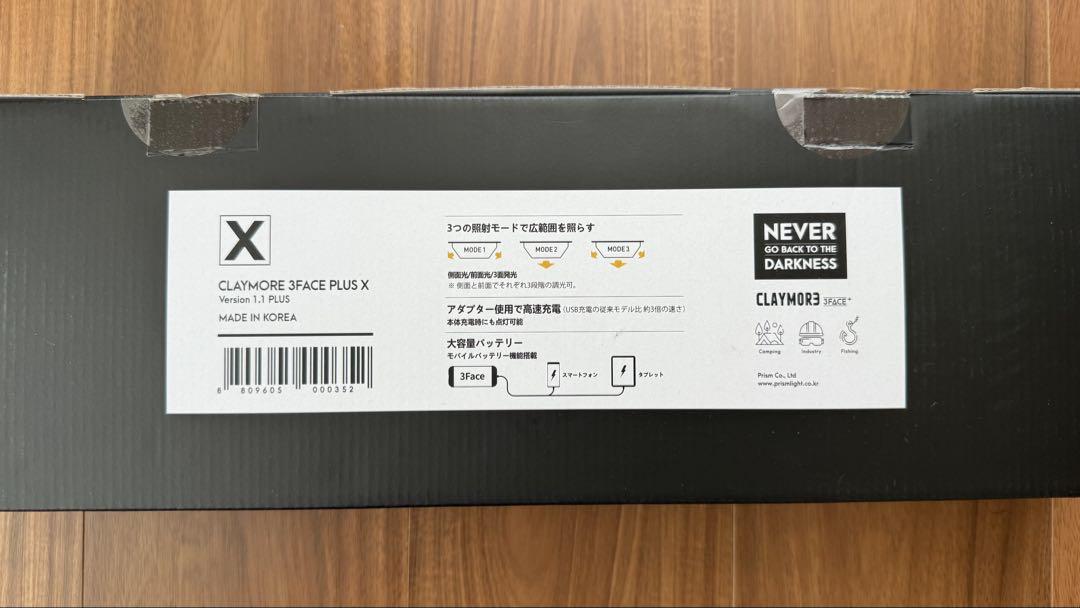 X
CLAYMORE 3FACE PLUS X
Version 1.1 PLUS
MADE IN KOREA
8 809605 000352
3つの照射モードで広範囲を照らす
MODE 1 MODE 2 MODE 3
側面光/前面光/3面発光
※ 側面と前面でそれぞれ3段階の調光可。
アダプター使用で高速充電（USB充電の従来モデル比 約3倍の速さ）
本体充電時にも点灯可能
大容量バッテリー
モバイルバッテリー機能搭載
3Face スマートフォン タブレット
NEVER
GO BACK TO THE
DARKNESS
CLAYMORE 3FACE+
Camping Industry Fishing
Prism Co., Ltd
www.prismlight.co.kr